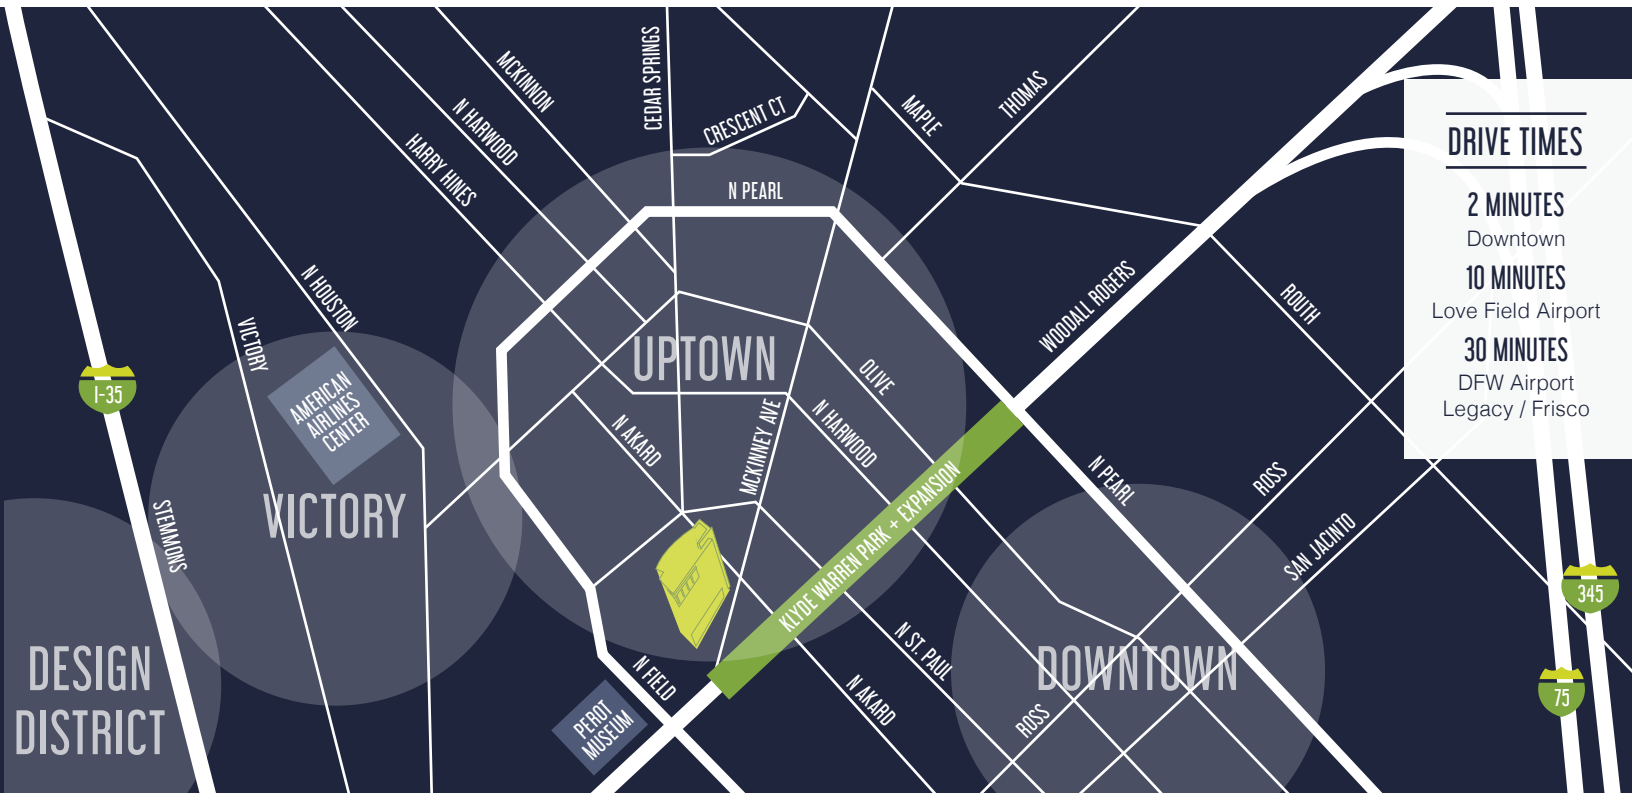 MCKINNON
N HARWOOD
HARRY HINES
CEDAR SPRINGS
CRESCENT CT
MAPLE
THOMAS
N PEARL
DRIVE TIMES
2 MINUTES
Downtown
10 MINUTES
Love Field Airport
30 MINUTES
DFW Airport
Legacy / Frisco
N HOUSTON
VICTORY
WOODALL ROGERS
ROUTH
I-35
AMERICAN
AIRLINES
CENTER
UPTOWN
OLIVE
N AKARD
MCKINNEY AVE
N HARWOOD
KLYDE WARREN PARK + EXPANSION
N PEARL
ROSS
SAN JACINTO
VICTORY
STEMMONS
345
DESIGN
DISTRICT
N FIELD
PEROT
MUSEUM
N ST. PAUL
N AKARD
DOWNTOWN
ROSS
75